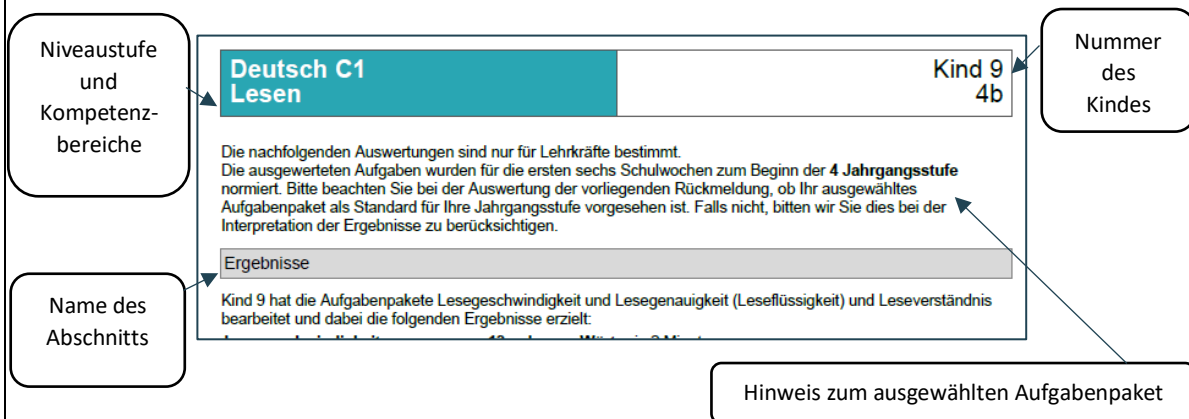 Niveaustufe
und
Kompetenz-
bereiche
Deutsch C1
Lesen
Kind 9
4b
Nummer
des
Kindes
Die nachfolgenden Auswertungen sind nur für Lehrkräfte bestimmt.
Die ausgewerteten Aufgaben wurden für die ersten sechs Schulwochen zum Beginn der 4 Jahrgangsstufe
normiert. Bitte beachten Sie bei der Auswertung der vorliegenden Rückmeldung, ob Ihr ausgewähltes
Aufgabenpaket als Standard für Ihre Jahrgangsstufe vorgesehen ist. Falls nicht, bitten wir Sie dies bei der
Interpretation der Ergebnisse zu berücksichtigen.
Ergebnisse
Name des
Abschnitts
Kind 9 hat die Aufgabenpakete Lesegeschwindigkeit und Lesegenauigkeit (Leseflüssigkeit) und Leseverständnis
bearbeitet und dabei die folgenden Ergebnisse erzielt:
Hinweis zum ausgewählten Aufgabenpaket